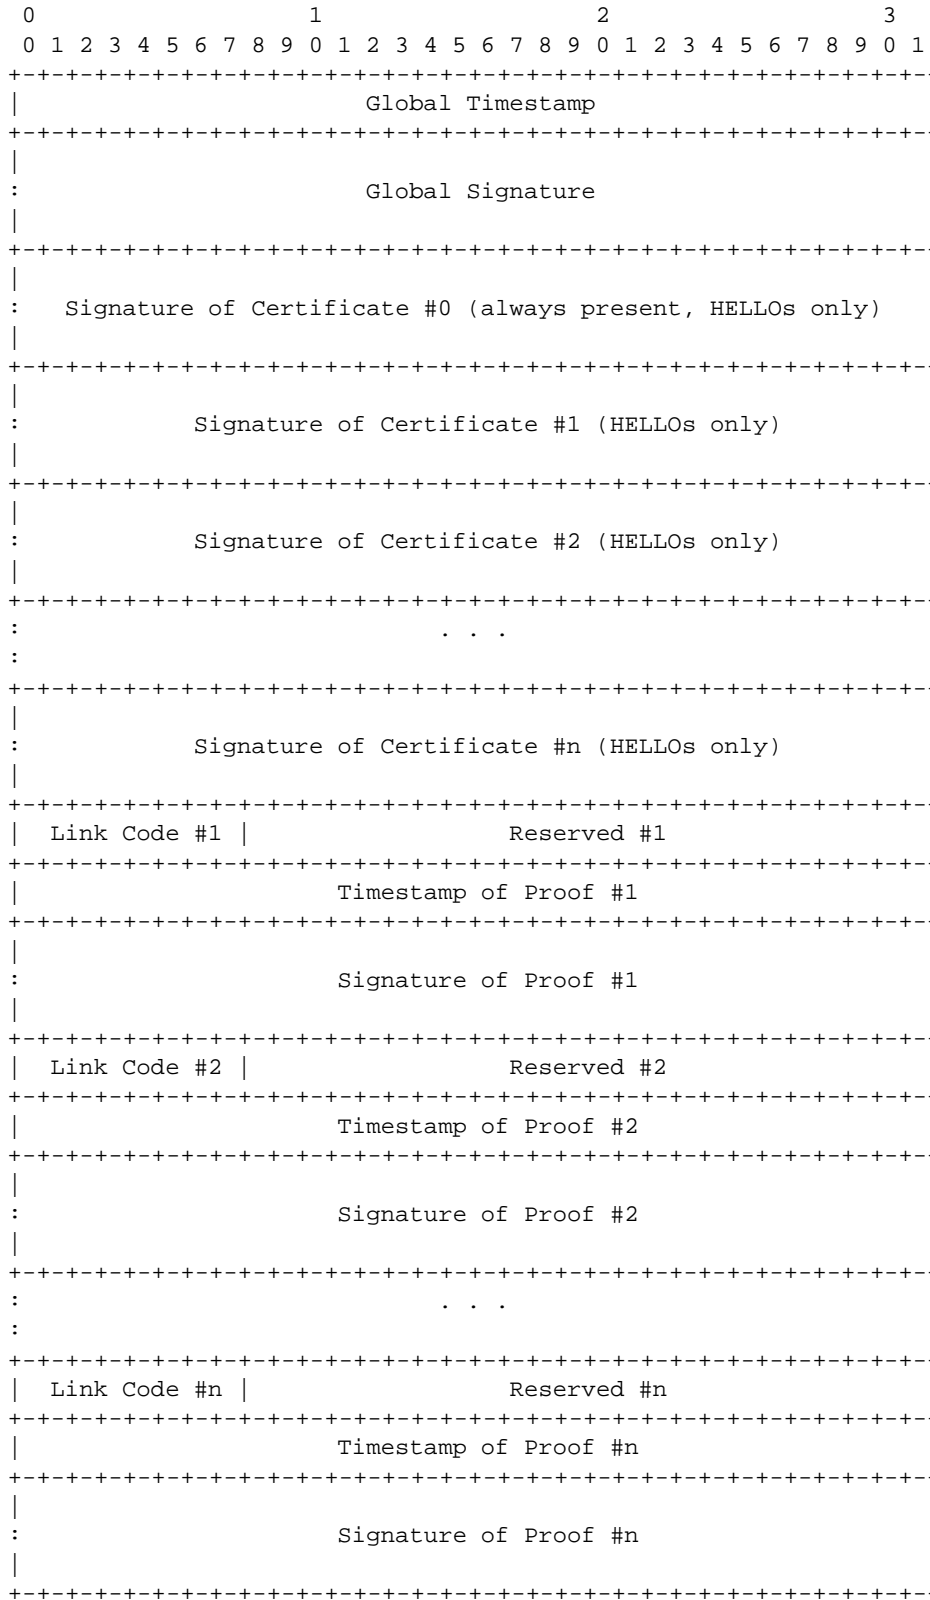 0                   1                   2                   3
 0 1 2 3 4 5 6 7 8 9 0 1 2 3 4 5 6 7 8 9 0 1 2 3 4 5 6 7 8 9 0 1
+-+-+-+-+-+-+-+-+-+-+-+-+-+-+-+-+-+-+-+-+-+-+-+-+-+-+-+-+-+-+-+-
|                        Global Timestamp
+-+-+-+-+-+-+-+-+-+-+-+-+-+-+-+-+-+-+-+-+-+-+-+-+-+-+-+-+-+-+-+-
|
:                        Global Signature
|
+-+-+-+-+-+-+-+-+-+-+-+-+-+-+-+-+-+-+-+-+-+-+-+-+-+-+-+-+-+-+-+-
|
:   Signature of Certificate #0 (always present, HELLOs only)
|
+-+-+-+-+-+-+-+-+-+-+-+-+-+-+-+-+-+-+-+-+-+-+-+-+-+-+-+-+-+-+-+-
|
:            Signature of Certificate #1 (HELLOs only)
|
+-+-+-+-+-+-+-+-+-+-+-+-+-+-+-+-+-+-+-+-+-+-+-+-+-+-+-+-+-+-+-+-
|
:            Signature of Certificate #2 (HELLOs only)
|
+-+-+-+-+-+-+-+-+-+-+-+-+-+-+-+-+-+-+-+-+-+-+-+-+-+-+-+-+-+-+-+-
:                             . . .
:
+-+-+-+-+-+-+-+-+-+-+-+-+-+-+-+-+-+-+-+-+-+-+-+-+-+-+-+-+-+-+-+-
|
:            Signature of Certificate #n (HELLOs only)
|
+-+-+-+-+-+-+-+-+-+-+-+-+-+-+-+-+-+-+-+-+-+-+-+-+-+-+-+-+-+-+-+-
|  Link Code #1 |                  Reserved #1
+-+-+-+-+-+-+-+-+-+-+-+-+-+-+-+-+-+-+-+-+-+-+-+-+-+-+-+-+-+-+-+-
|                      Timestamp of Proof #1
+-+-+-+-+-+-+-+-+-+-+-+-+-+-+-+-+-+-+-+-+-+-+-+-+-+-+-+-+-+-+-+-
|
:                      Signature of Proof #1
|
+-+-+-+-+-+-+-+-+-+-+-+-+-+-+-+-+-+-+-+-+-+-+-+-+-+-+-+-+-+-+-+-
|  Link Code #2 |                  Reserved #2
+-+-+-+-+-+-+-+-+-+-+-+-+-+-+-+-+-+-+-+-+-+-+-+-+-+-+-+-+-+-+-+-
|                      Timestamp of Proof #2
+-+-+-+-+-+-+-+-+-+-+-+-+-+-+-+-+-+-+-+-+-+-+-+-+-+-+-+-+-+-+-+-
|
:                      Signature of Proof #2
|
+-+-+-+-+-+-+-+-+-+-+-+-+-+-+-+-+-+-+-+-+-+-+-+-+-+-+-+-+-+-+-+-
:                             . . .
:
+-+-+-+-+-+-+-+-+-+-+-+-+-+-+-+-+-+-+-+-+-+-+-+-+-+-+-+-+-+-+-+-
|  Link Code #n |                  Reserved #n
+-+-+-+-+-+-+-+-+-+-+-+-+-+-+-+-+-+-+-+-+-+-+-+-+-+-+-+-+-+-+-+-
|                      Timestamp of Proof #n
+-+-+-+-+-+-+-+-+-+-+-+-+-+-+-+-+-+-+-+-+-+-+-+-+-+-+-+-+-+-+-+-
|
:                      Signature of Proof #n
|
+-+-+-+-+-+-+-+-+-+-+-+-+-+-+-+-+-+-+-+-+-+-+-+-+-+-+-+-+-+-+-+-